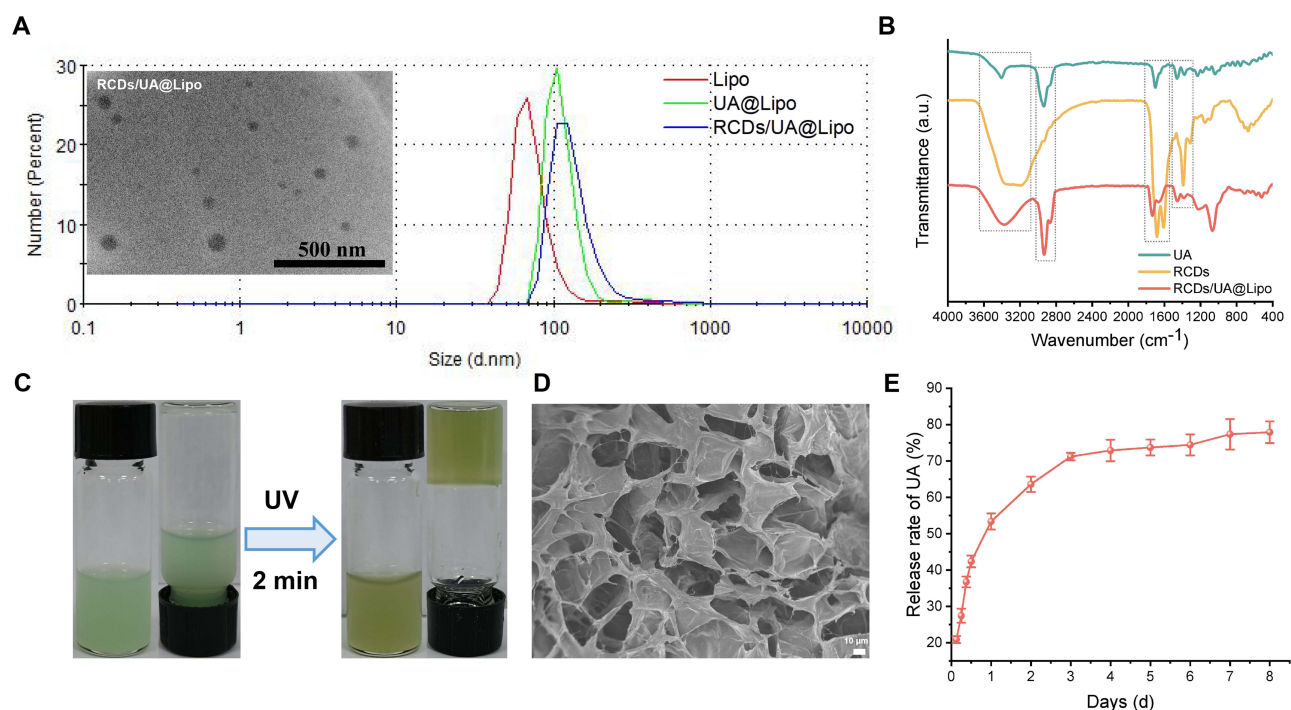 A
RCDs/UA@Lipo
500 nm
Number (Percent)
30
20
10
0
0.1
1
10
100
1000
10000
Size (d.nm)
Lipo
UA@Lipo
RCDs/UA@Lipo
B
Transmittance (a.u.)
UA
RCDs
RCDs/UA@Lipo
4000 3600 3200 2800 2400 2000 1600 1200 800 400
Wavenumber (cm⁻¹)
C
UV
2 min
D
10 μm
E
Release rate of UA (%)
90
80
70
60
50
40
30
20
0 1 2 3 4 5 6 7 8
Days (d)